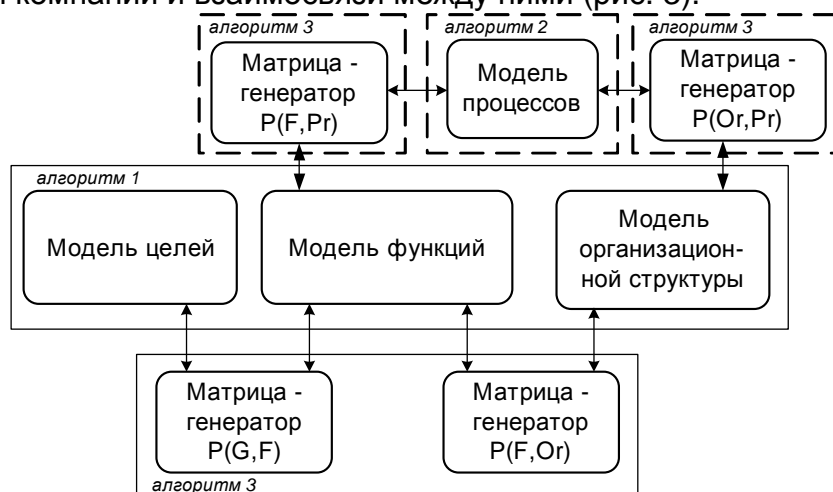 компании и взаимосвязи между ними (рис. 3).
алгоритм 3
Матрица -
генератор
P(F,Pr)
алгоритм 2
Модель
процессов
алгоритм 3
Матрица -
генератор
P(Or,Pr)
алгоритм 1
Модель целей
Модель функций
Модель
организацион-
ной структуры
Матрица -
генератор
P(G,F)
Матрица -
генератор
P(F,Or)
алгоритм 3